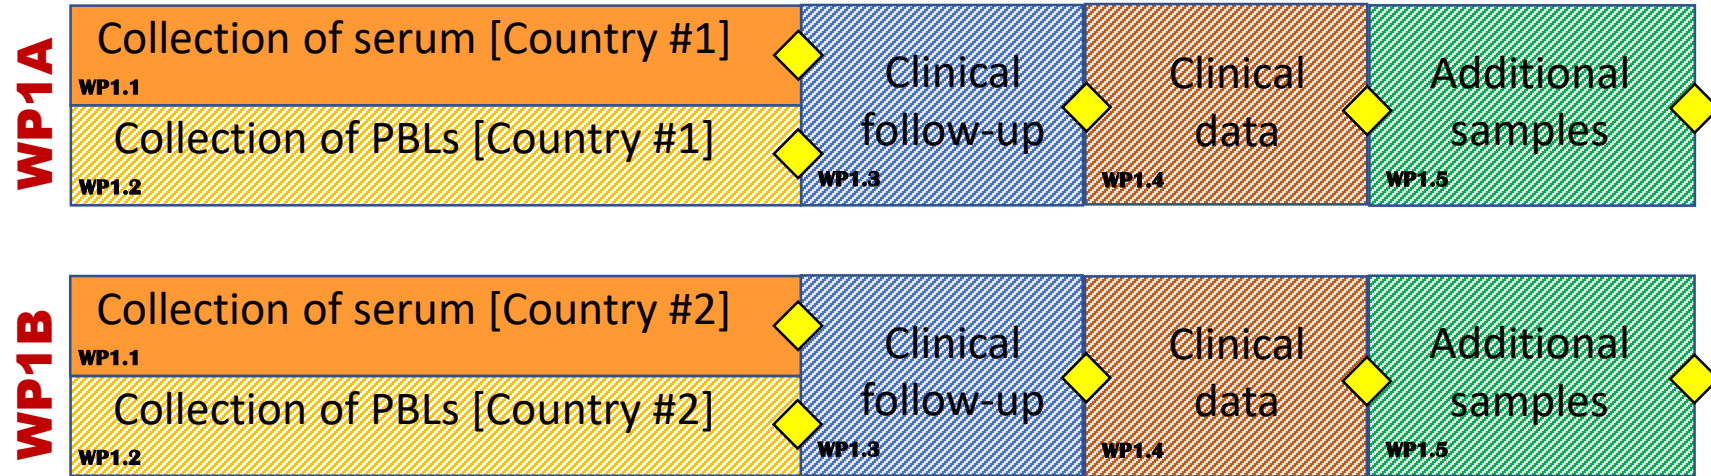 WP1A
Collection of serum [Country #1]
WP1.1
Collection of PBLs [Country #1]
WP1.2
Clinical
follow-up
WP1.3
Clinical
data
WP1.4
Additional
samples
WP1.5
WP1B
Collection of serum [Country #2]
WP1.1
Collection of PBLs [Country #2]
WP1.2
Clinical
follow-up
WP1.3
Clinical
data
WP1.4
Additional
samples
WP1.5